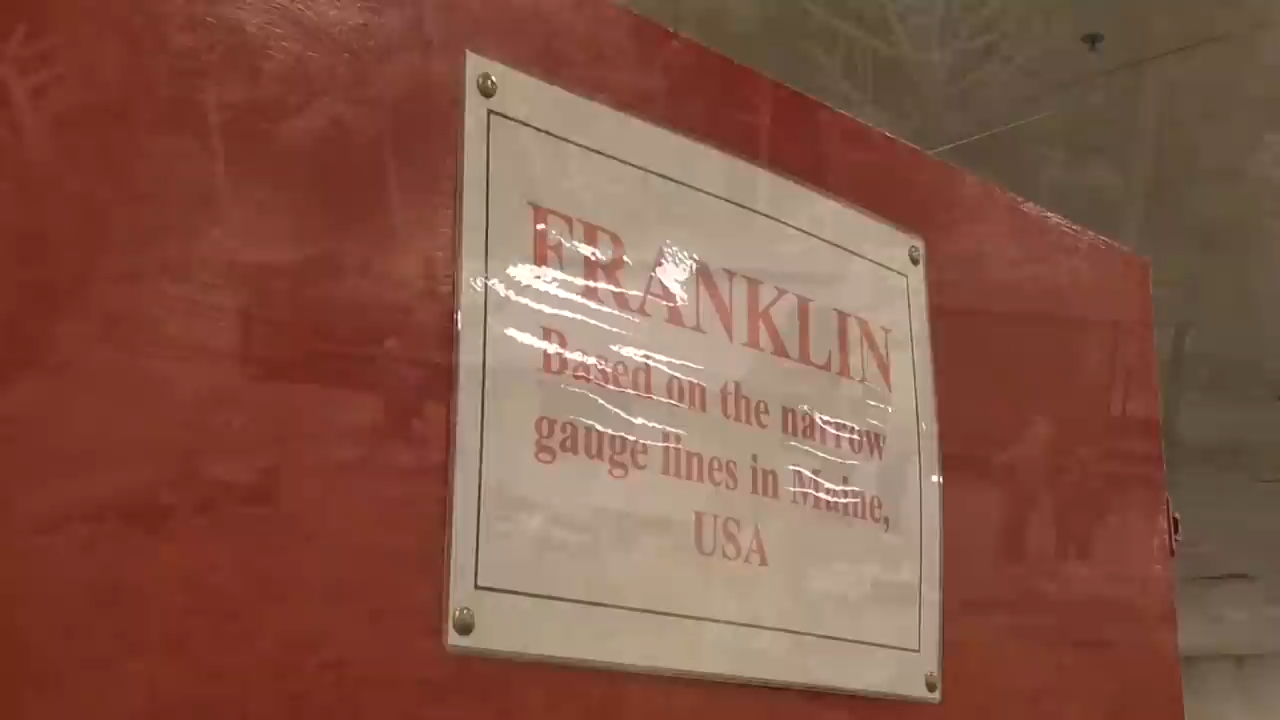 FRANKLIN
Based on the narrow
gauge lines in Maine,
USA